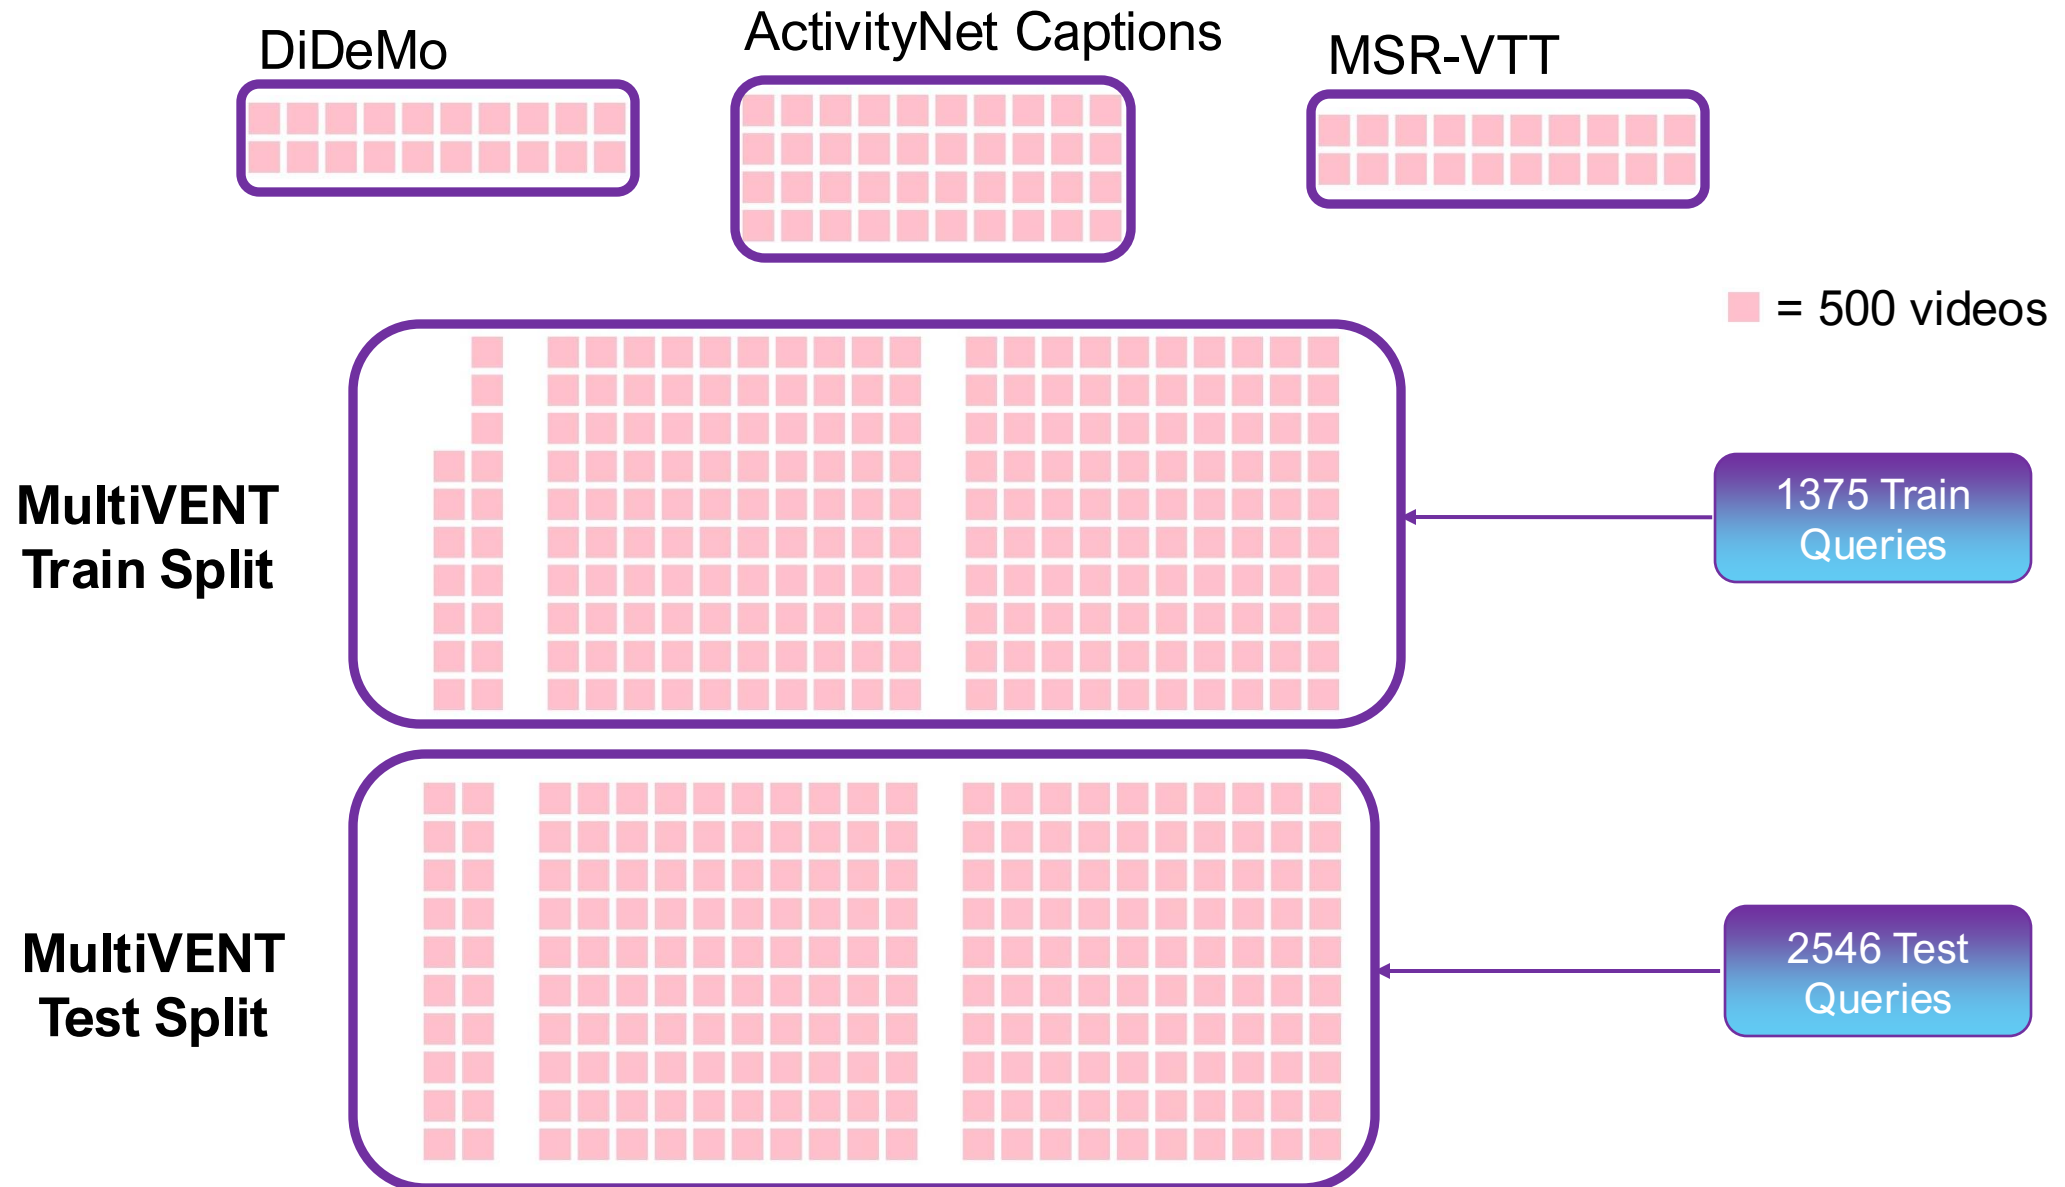 DiDeMo
ActivityNet Captions
MSR-VTT
= 500 videos
MultiVENT
Train Split
1375 Train
Queries
MultiVENT
Test Split
2546 Test
Queries